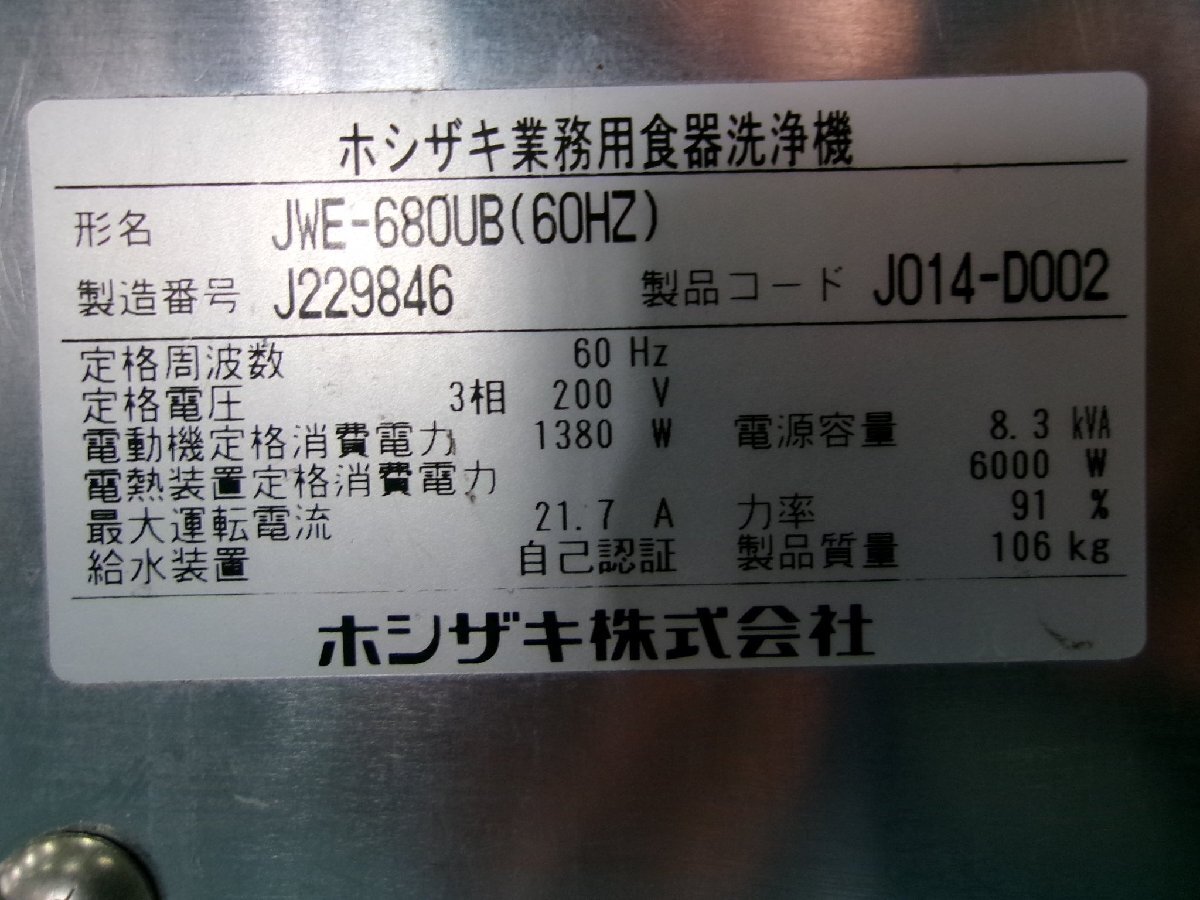 ホシザキ業務用食器洗浄機
形名 JWE-680UB(60HZ)
製造番号 J229846 製品コード J014-D002
定格周波数 60 Hz
定格電圧 3相 200 V
電動機定格消費電力 1380 W 電源容量 8.3 kVA
電熱装置定格消費電力 6000 W
最大運転電流 21.7 A 力率 91 %
給水装置 自己認証 製品質量 106 kg
ホシザキ株式会社